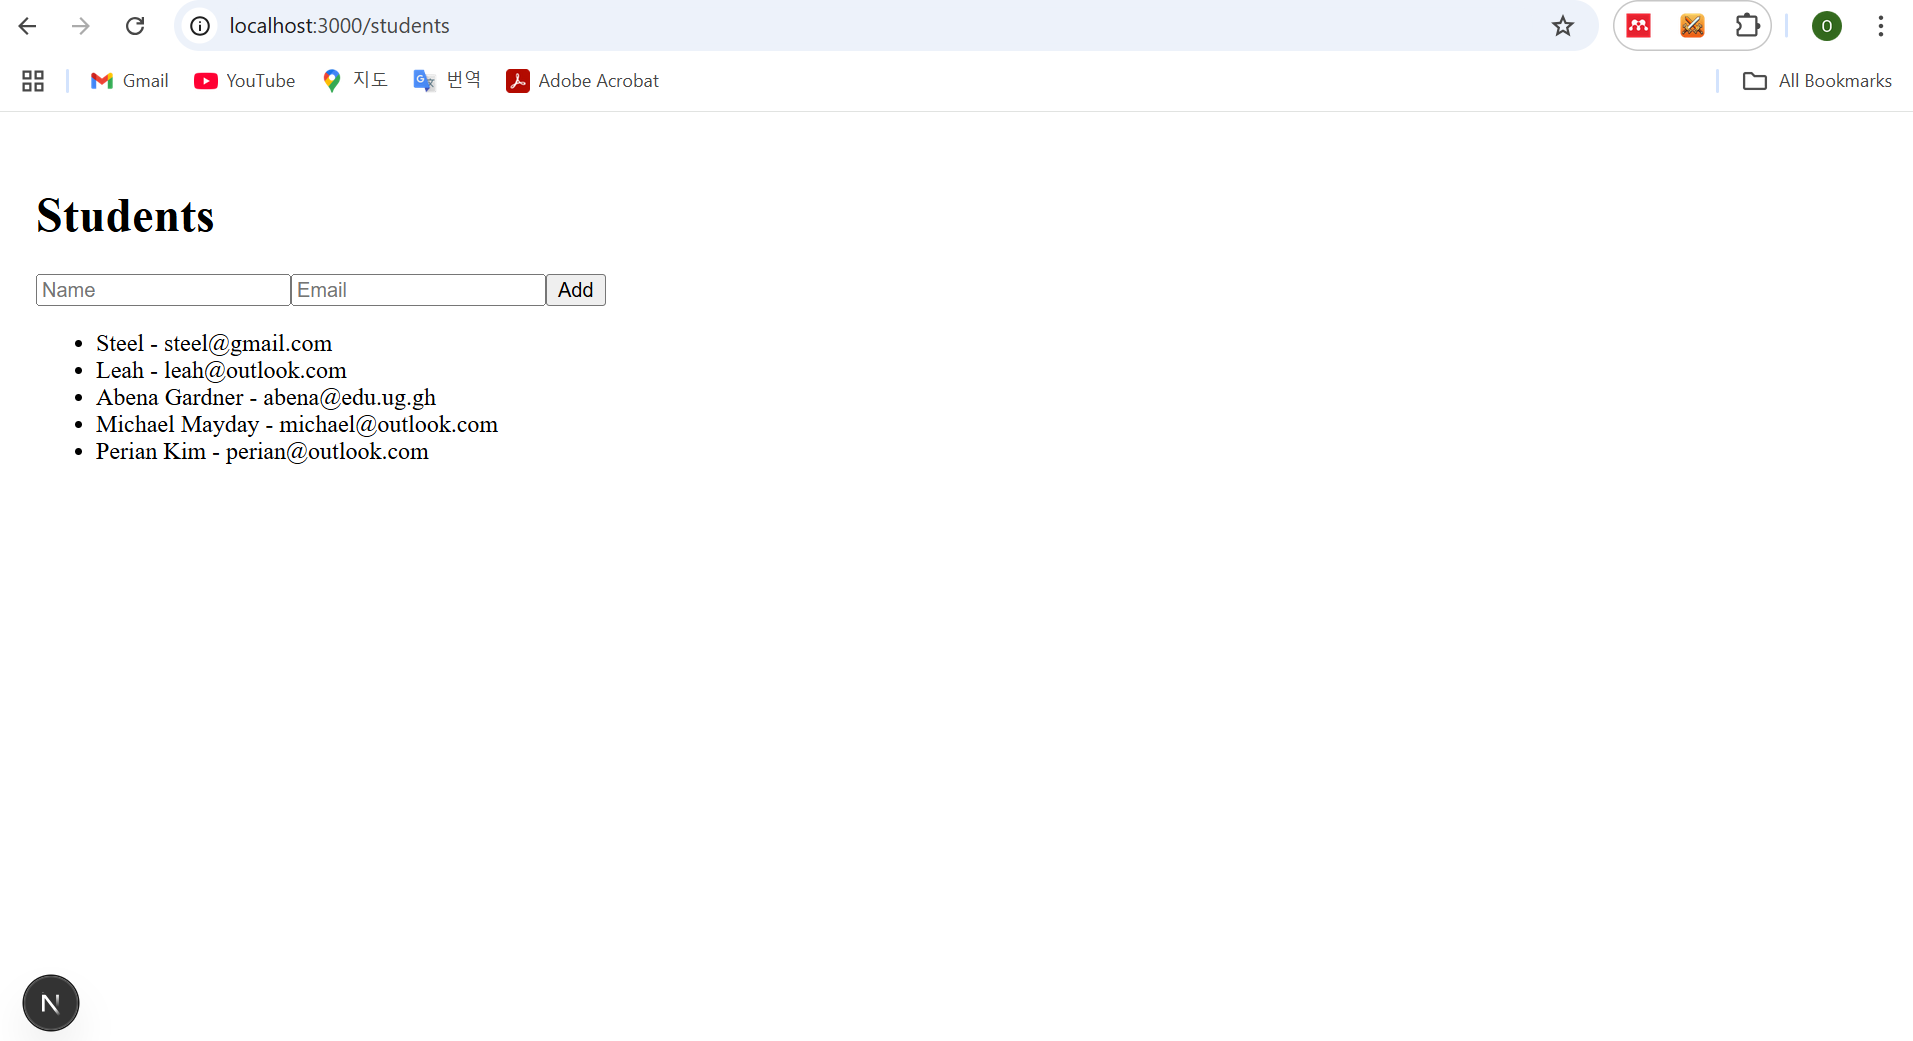 localhost:3000/students
O
Gmail YouTube 지도 번역 Adobe Acrobat All Bookmarks
Students
Name Email Add
• Steel - steel@gmail.com
• Leah - leah@outlook.com
• Abena Gardner - abena@edu.ug.gh
• Michael Mayday - michael@outlook.com
• Perian Kim - perian@outlook.com
N